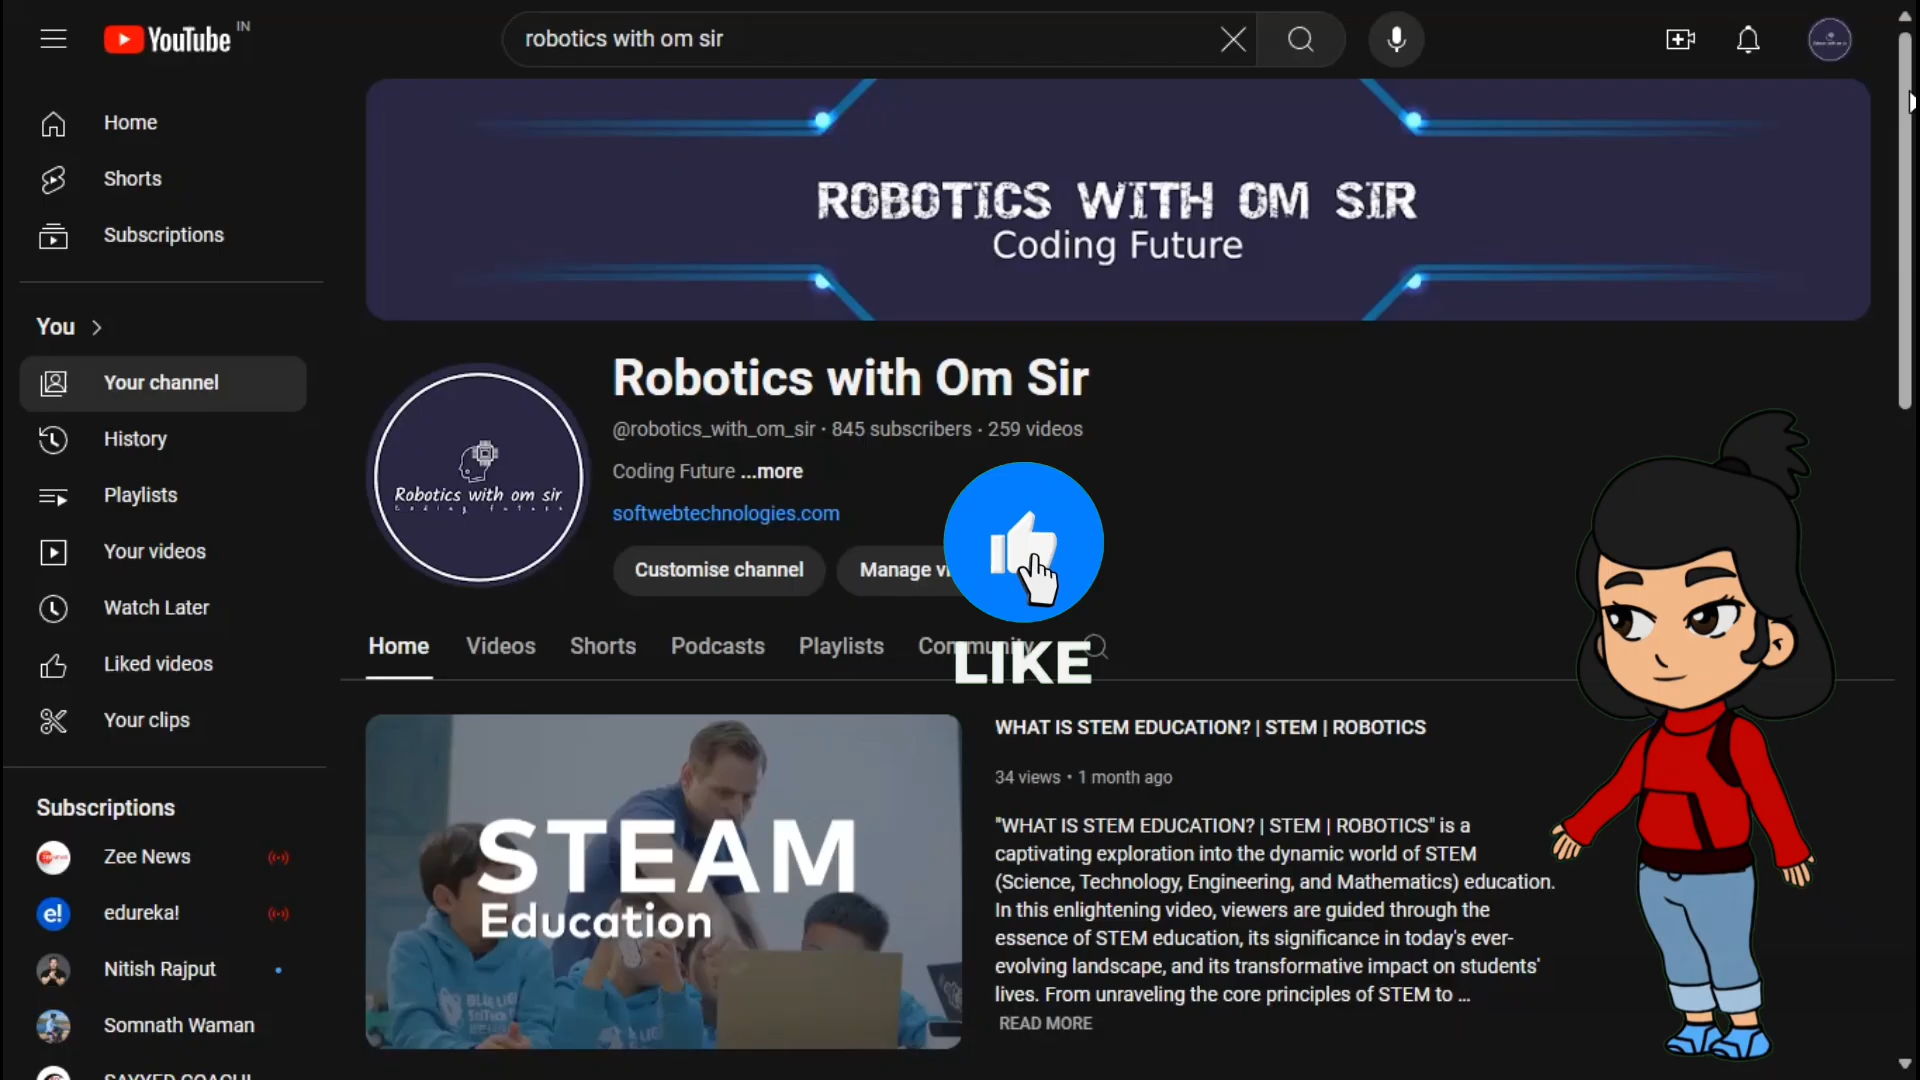 YouTube IN
robotics with om sir
Home
Shorts
Subscriptions
You
Your channel
History
Playlists
Your videos
Watch Later
Liked videos
Your clips
Subscriptions
Zee News
edureka!
Nitish Rajput
Somnath Waman
ROBOTICS WITH OM SIR
Coding Future
Robotics with om sir
Coding future
Robotics with Om Sir
@robotics_with_om_sir · 845 subscribers · 259 videos
Coding Future ...more
softwebtechnologies.com
Customise channel
Manage
LIKE
Home Videos Shorts Podcasts Playlists Community
STEAM
Education
WHAT IS STEM EDUCATION? | STEM | ROBOTICS
34 views • 1 month ago
"WHAT IS STEM EDUCATION? | STEM | ROBOTICS" is a
captivating exploration into the dynamic world of STEM
(Science, Technology, Engineering, and Mathematics) education.
In this enlightening video, viewers are guided through the
essence of STEM education, its significance in today's ever-
evolving landscape, and its transformative impact on students'
lives. From unraveling the core principles of STEM to ...
READ MORE